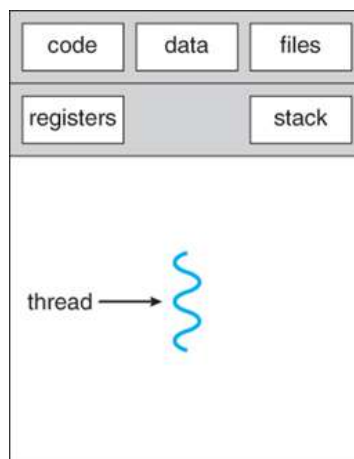 code data files
registers stack
thread